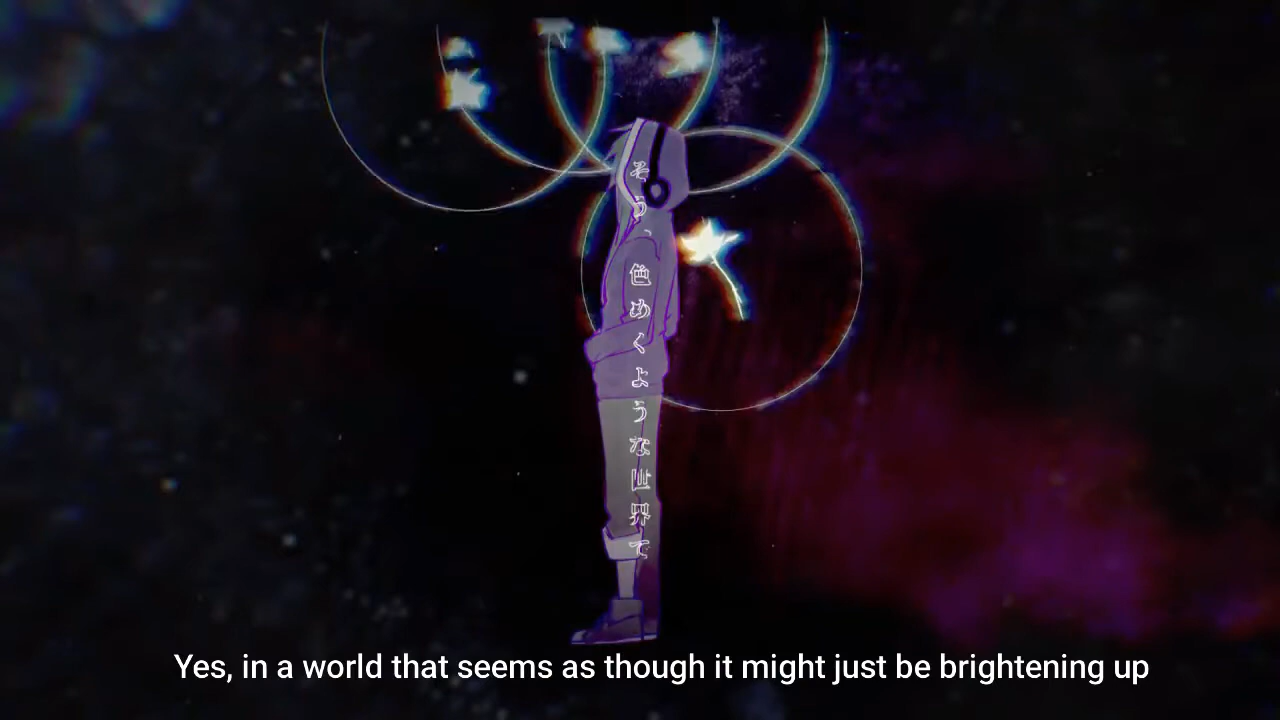 そう、色めくような世界で
Yes, in a world that seems as though it might just be brightening up